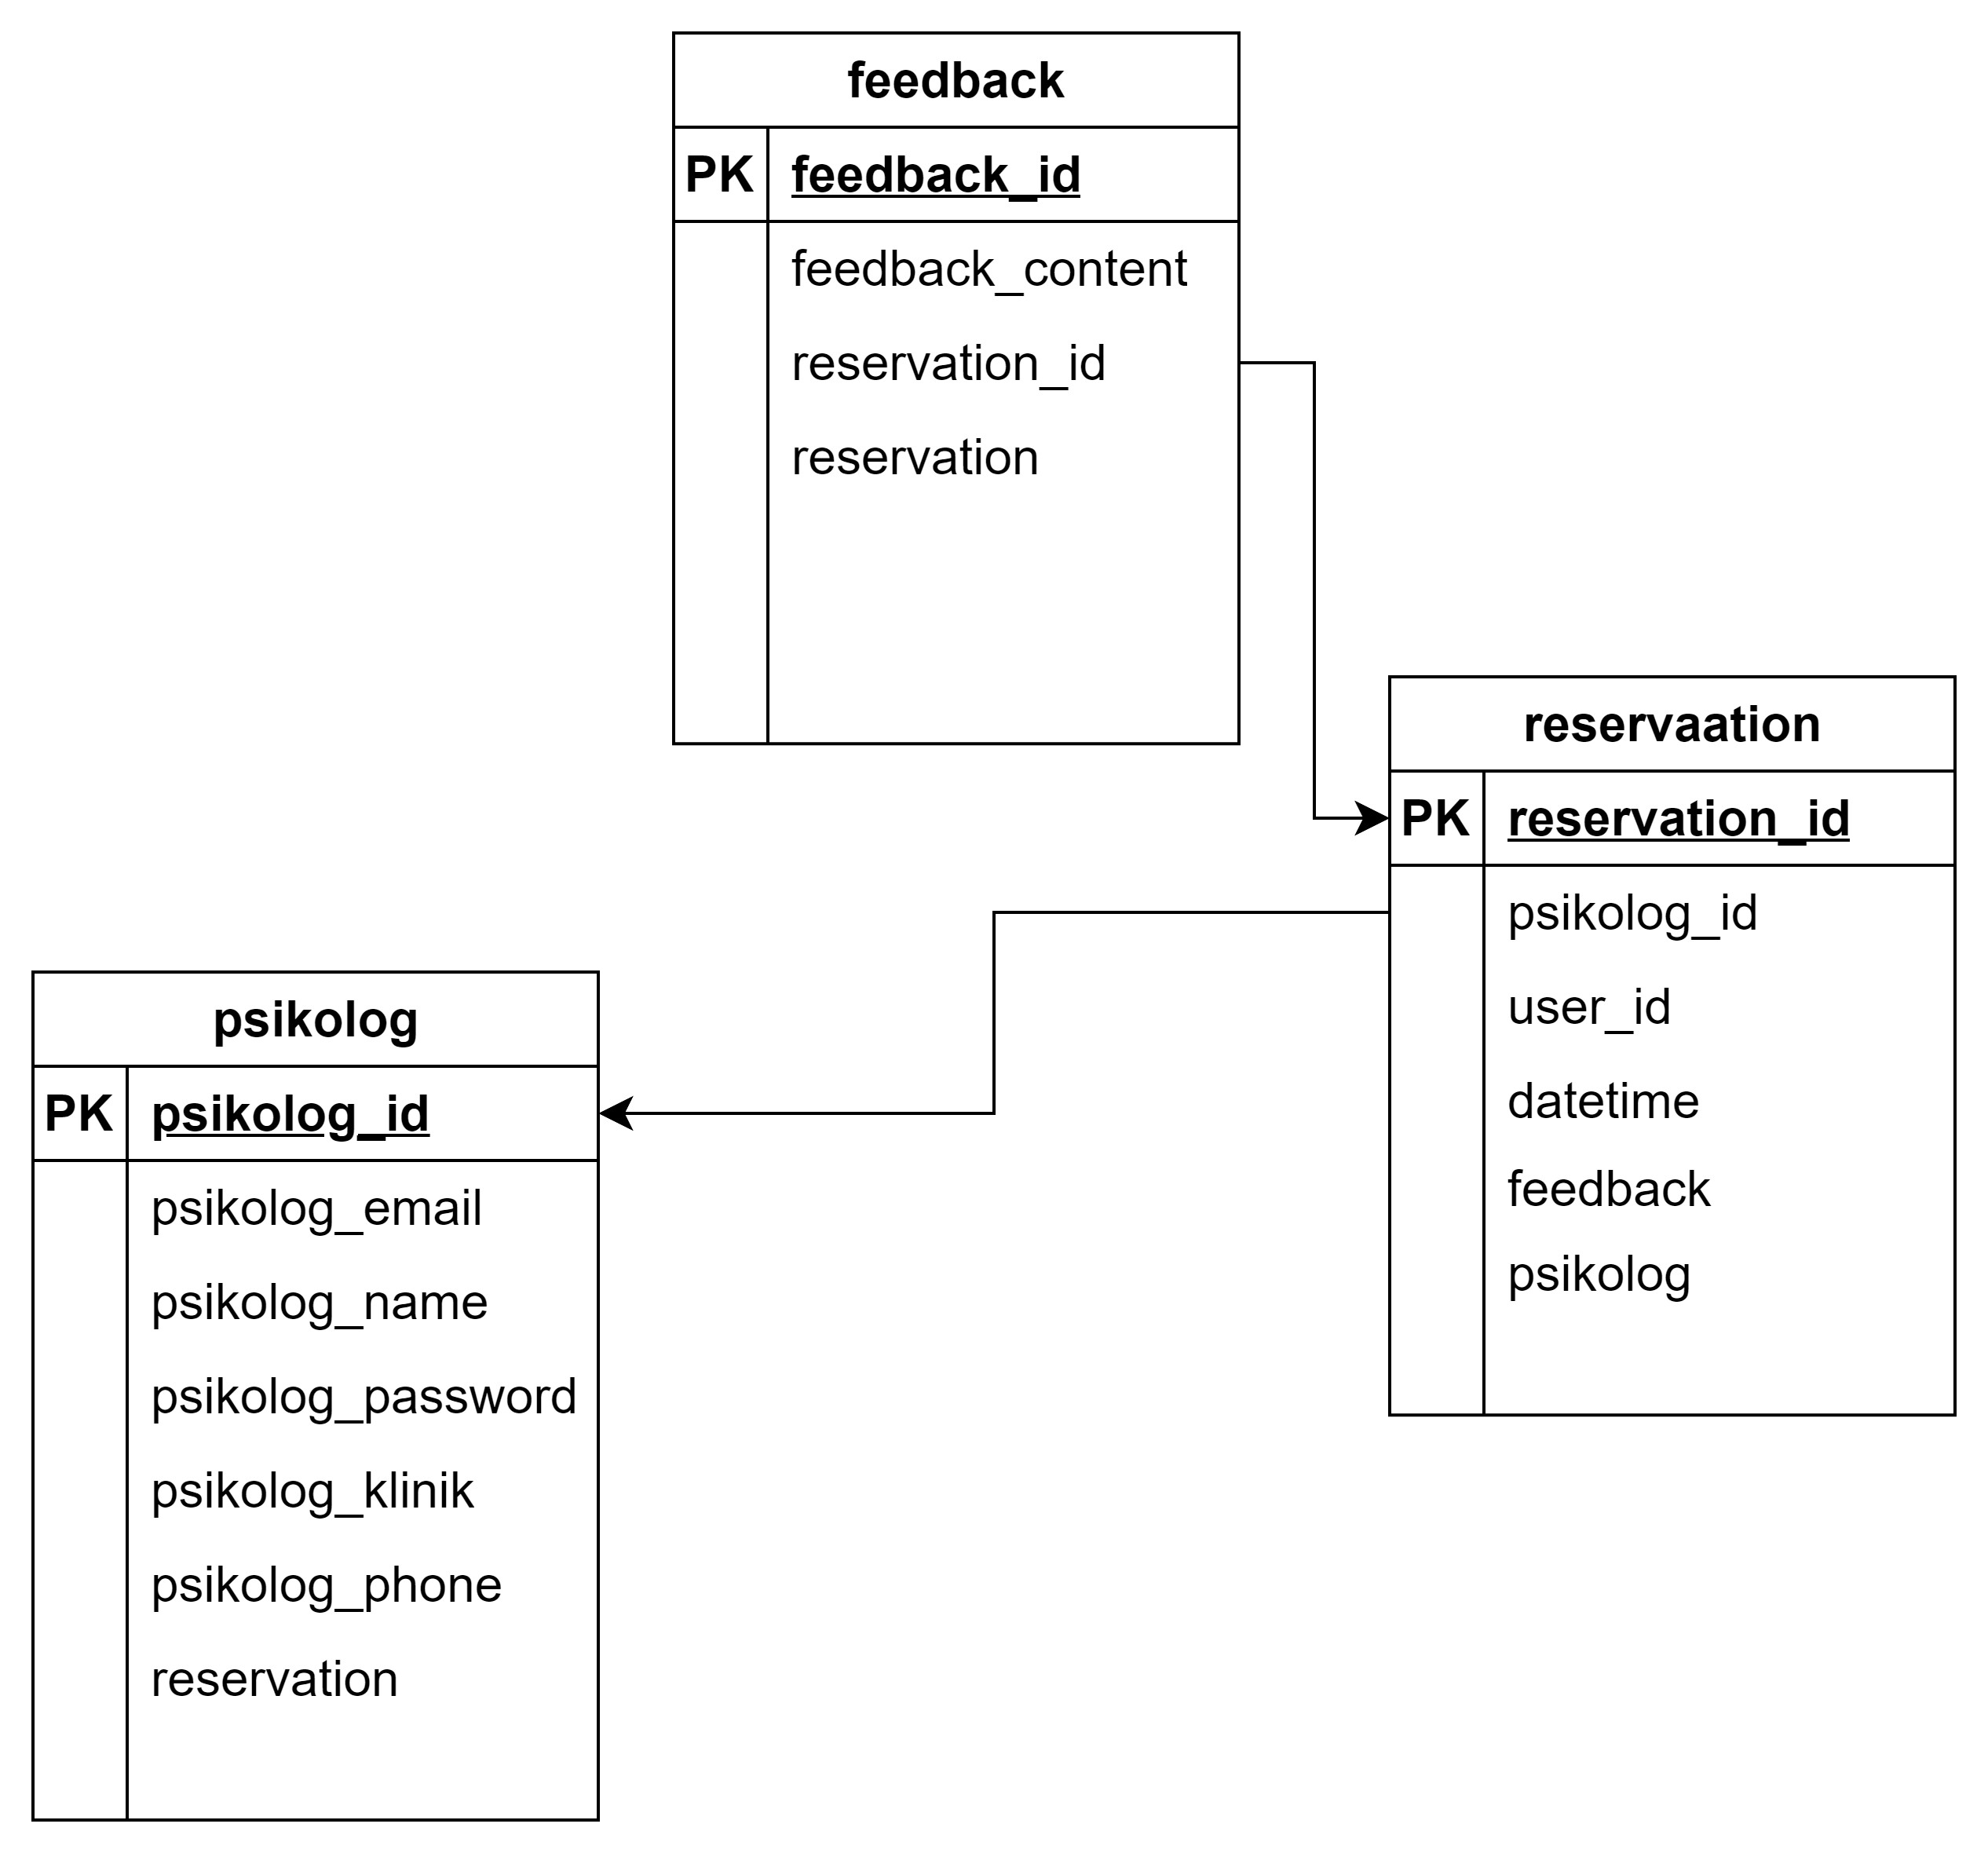 feedback
PK feedback_id
feedback_content
reservation_id
reservation
reservaation
PK reservation_id
psikolog_id
user_id
datetime
feedback
psikolog
psikolog
PK psikolog_id
psikolog_email
psikolog_name
psikolog_password
psikolog_klinik
psikolog_phone
reservation